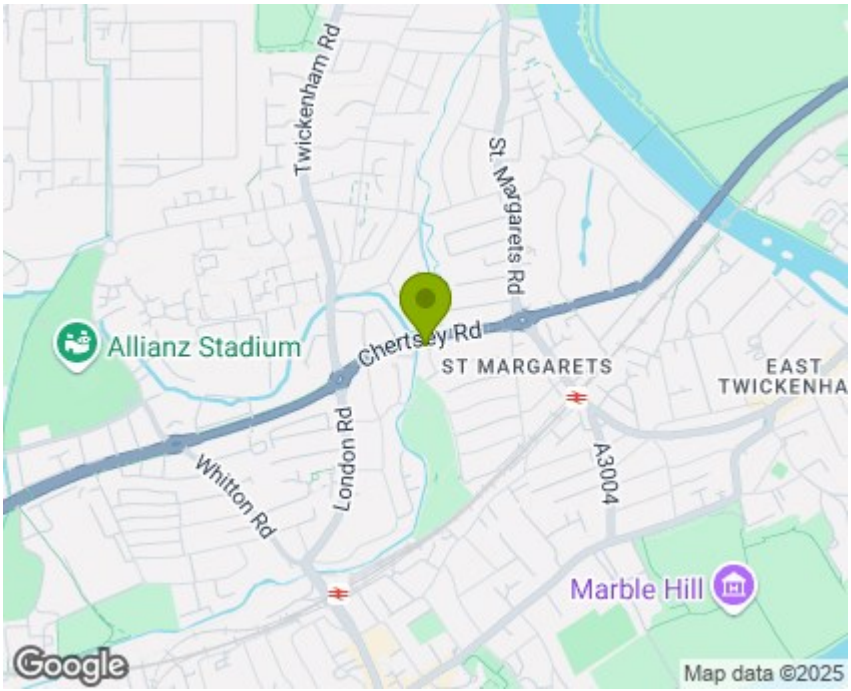 Twickenham Rd
St. Margarets Rd
Allianz Stadium
Chertsey Rd
ST MARGARETS
EAST
TWICKENHA
London Rd
Whitton Rd
A3004
Marble Hill
Google
Map data ©2025